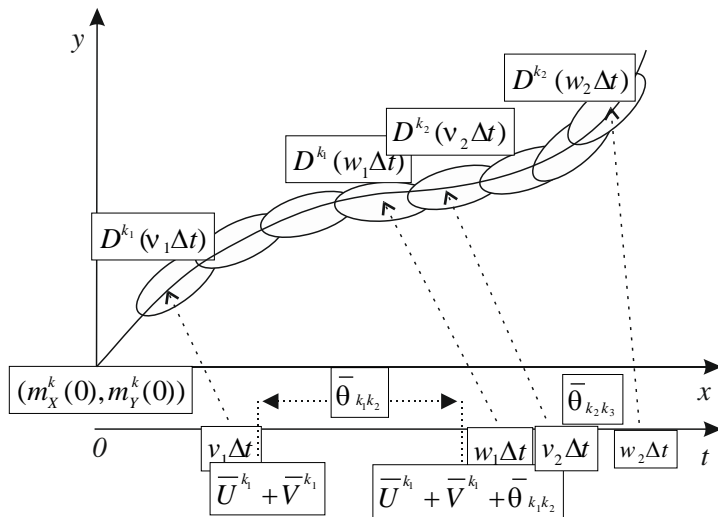 y
D^{k_2}(w_2Δt)
D^{k_2}(ν_2Δt)
D^{k_1}(w_1Δt)
D^{k_1}(ν_1Δt)
(m_X^k(0), m_Y^k(0))
θ̅_{k_1k_2}
θ̅_{k_2k_3}
x
0
ν_1Δt
w_1Δt
ν_2Δt
w_2Δt
t
U̅^{k_1} + V̅^{k_1}
U̅^{k_1} + V̅^{k_1} + θ̅_{k_1k_2}